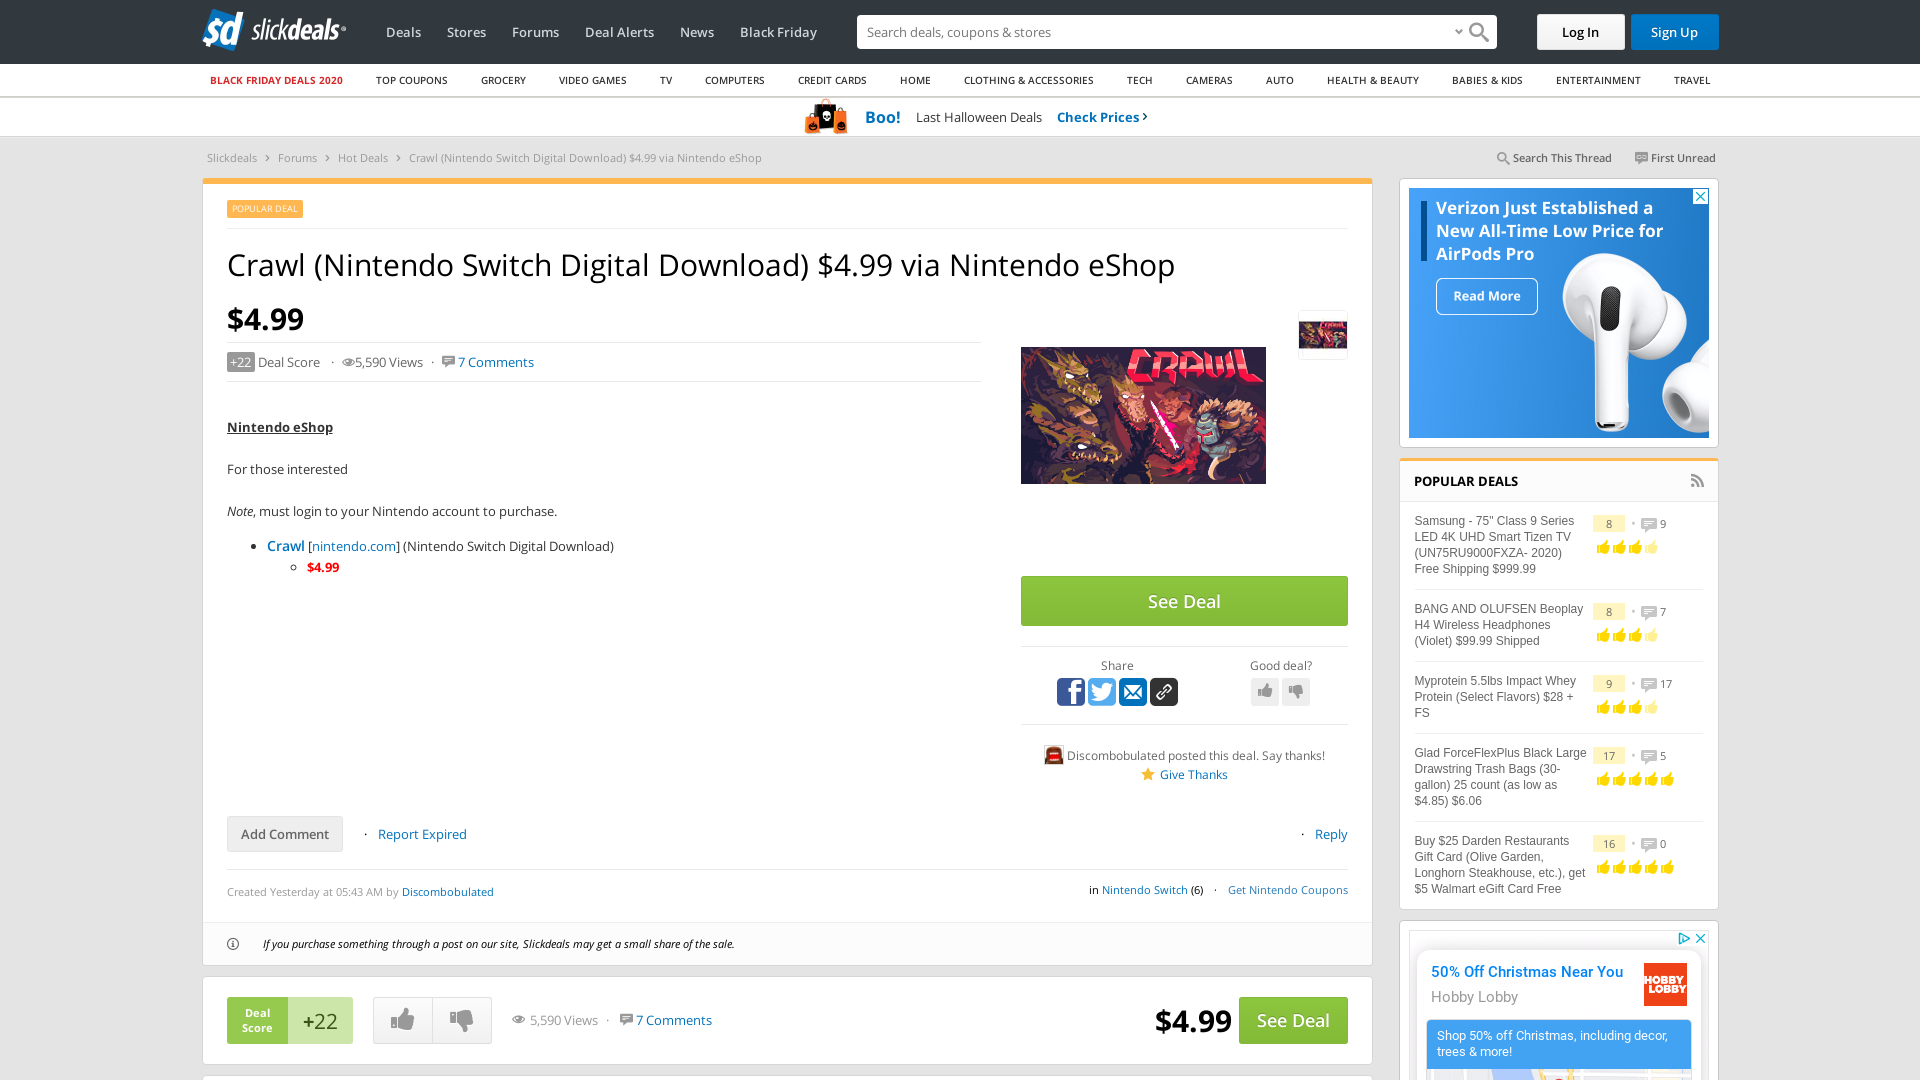 sd slickdeals
Deals Stores Forums Deal Alerts News Black Friday
Search deals, coupons & stores
Log In
Sign Up
BLACK FRIDAY DEALS 2020 TOP COUPONS GROCERY VIDEO GAMES TV COMPUTERS CREDIT CARDS HOME CLOTHING & ACCESSORIES TECH CAMERAS AUTO HEALTH & BEAUTY BABIES & KIDS ENTERTAINMENT TRAVEL
Boo! Last Halloween Deals Check Prices ›
Slickdeals › Forums › Hot Deals › Crawl (Nintendo Switch Digital Download) $4.99 via Nintendo eShop
Search This Thread First Unread
POPULAR DEAL
Crawl (Nintendo Switch Digital Download) $4.99 via Nintendo eShop
$4.99
+22 Deal Score · 5,590 Views · 7 Comments
Nintendo eShop
For those interested
Note, must login to your Nintendo account to purchase.
• Crawl [nintendo.com] (Nintendo Switch Digital Download)
◦ $4.99
CRAWL
CRAWL
See Deal
Share
Good deal?
Discombobulated posted this deal. Say thanks!
Give Thanks
Add Comment · Report Expired
· Reply
Created Yesterday at 05:43 AM by Discombobulated
in Nintendo Switch (6) · Get Nintendo Coupons
If you purchase something through a post on our site, Slickdeals may get a small share of the sale.
Deal
Score
+22
5,590 Views · 7 Comments
$4.99
See Deal
Verizon Just Established a
New All-Time Low Price for
AirPods Pro
Read More
POPULAR DEALS
Samsung - 75" Class 9 Series
LED 4K UHD Smart Tizen TV
(UN75RU9000FXZA- 2020)
Free Shipping $999.99
8 • 9
BANG AND OLUFSEN Beoplay
H4 Wireless Headphones
(Violet) $99.99 Shipped
8 • 7
Myprotein 5.5lbs Impact Whey
Protein (Select Flavors) $28 +
FS
9 • 17
Glad ForceFlexPlus Black Large
Drawstring Trash Bags (30-
gallon) 25 count (as low as
$4.85) $6.06
17 • 5
Buy $25 Darden Restaurants
Gift Card (Olive Garden,
Longhorn Steakhouse, etc.), get
$5 Walmart eGift Card Free
16 • 0
50% Off Christmas Near You
Hobby Lobby
HOBBY
LOBBY
Shop 50% off Christmas, including decor,
trees & more!